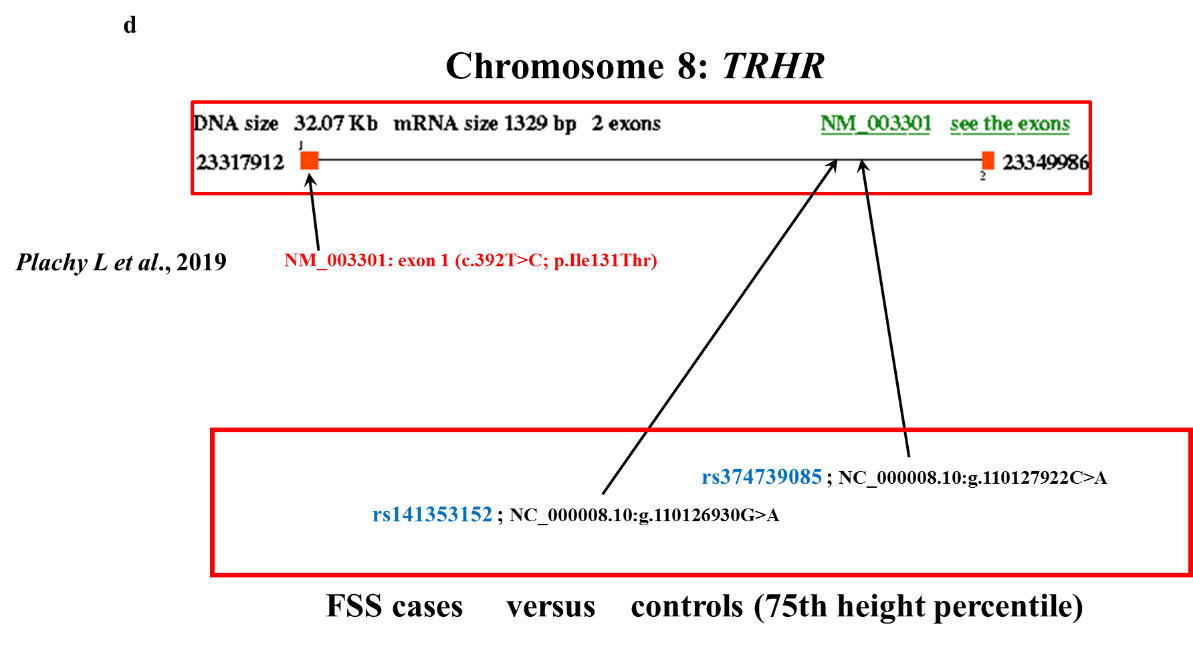 d
Chromosome 8: TRHR
DNA size 32.07 Kb mRNA size 1329 bp 2 exons NM_003301 see the exons
1
23317912 23349986
2
Plachy L et al., 2019 NM_003301: exon 1 (c.392T>C; p.Ile131Thr)
rs374739085 ; NC_000008.10:g.110127922C>A
rs141353152 ; NC_000008.10:g.110126930G>A
FSS cases versus controls (75th height percentile)